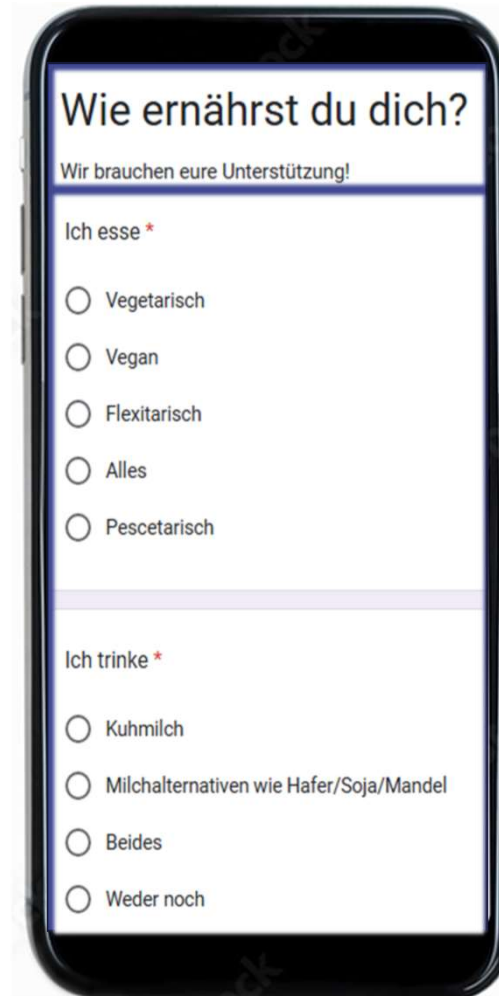 Wie ernährst du dich?
Wir brauchen eure Unterstützung!
Ich esse *
Vegetarisch
Vegan
Flexitarisch
Alles
Pescetarisch
Ich trinke *
Kuhmilch
Milchalternativen wie Hafer/Soja/Mandel
Beides
Weder noch